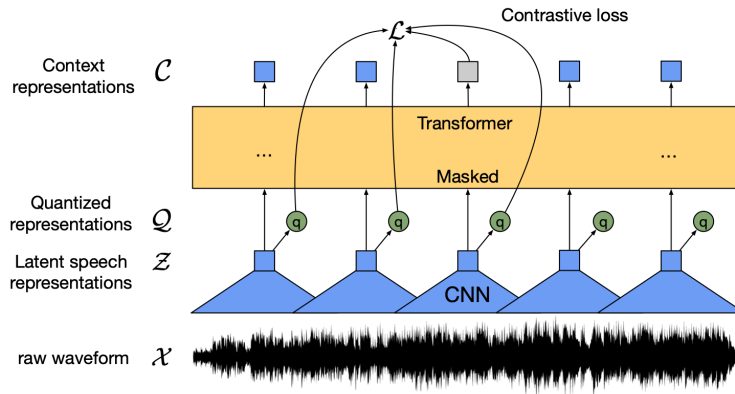 Contrastive loss
ℒ
Context
representations 𝒞
Transformer
... ...
Masked
Quantized
representations 𝒬
q q q q q
Latent speech
representations 𝒵
CNN
raw waveform 𝒳